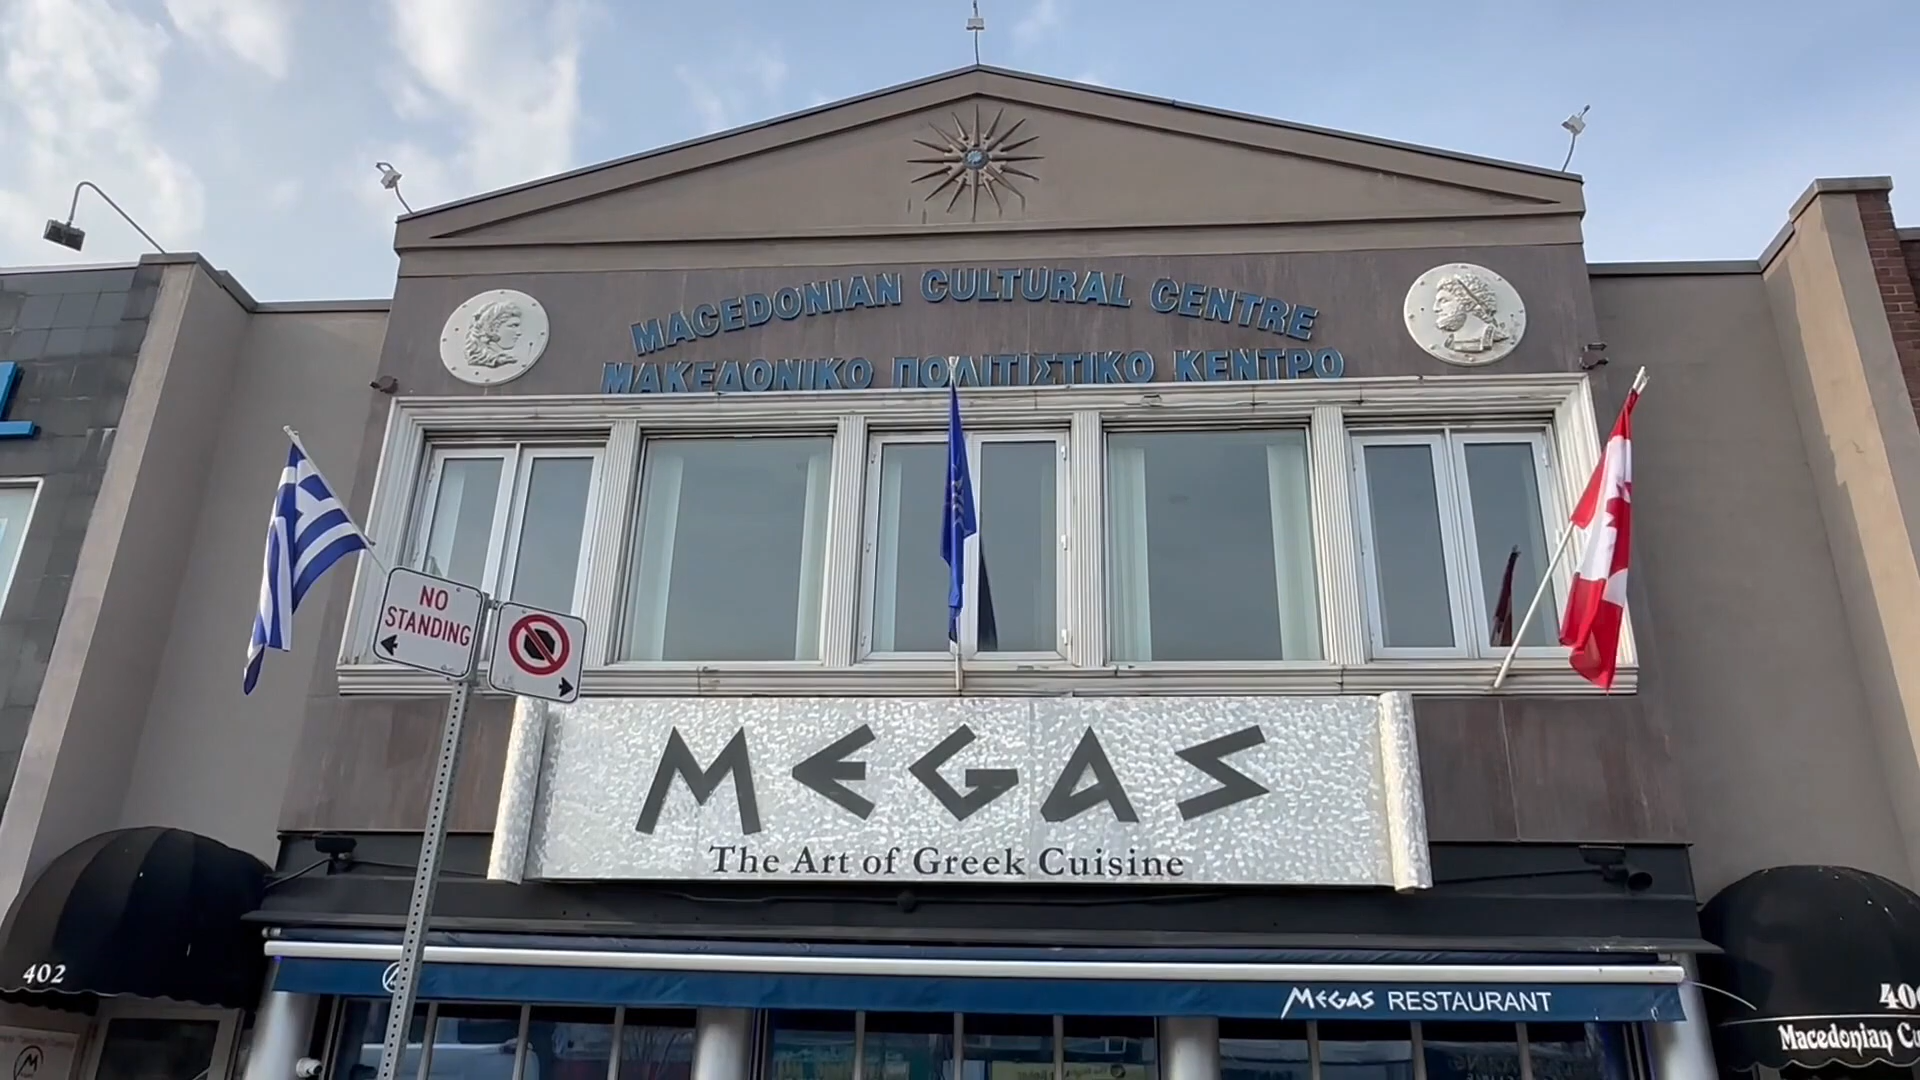 MACEDONIAN CULTURAL CENTRE
ΜΑΚΕΔΟΝΙΚΟ ΠΟΛΙΤΙΣΤΙΚΟ ΚΕΝΤΡΟ
NO
STANDING
MEGAS
The Art of Greek Cuisine
402
MEGAS RESTAURANT
Macedonian